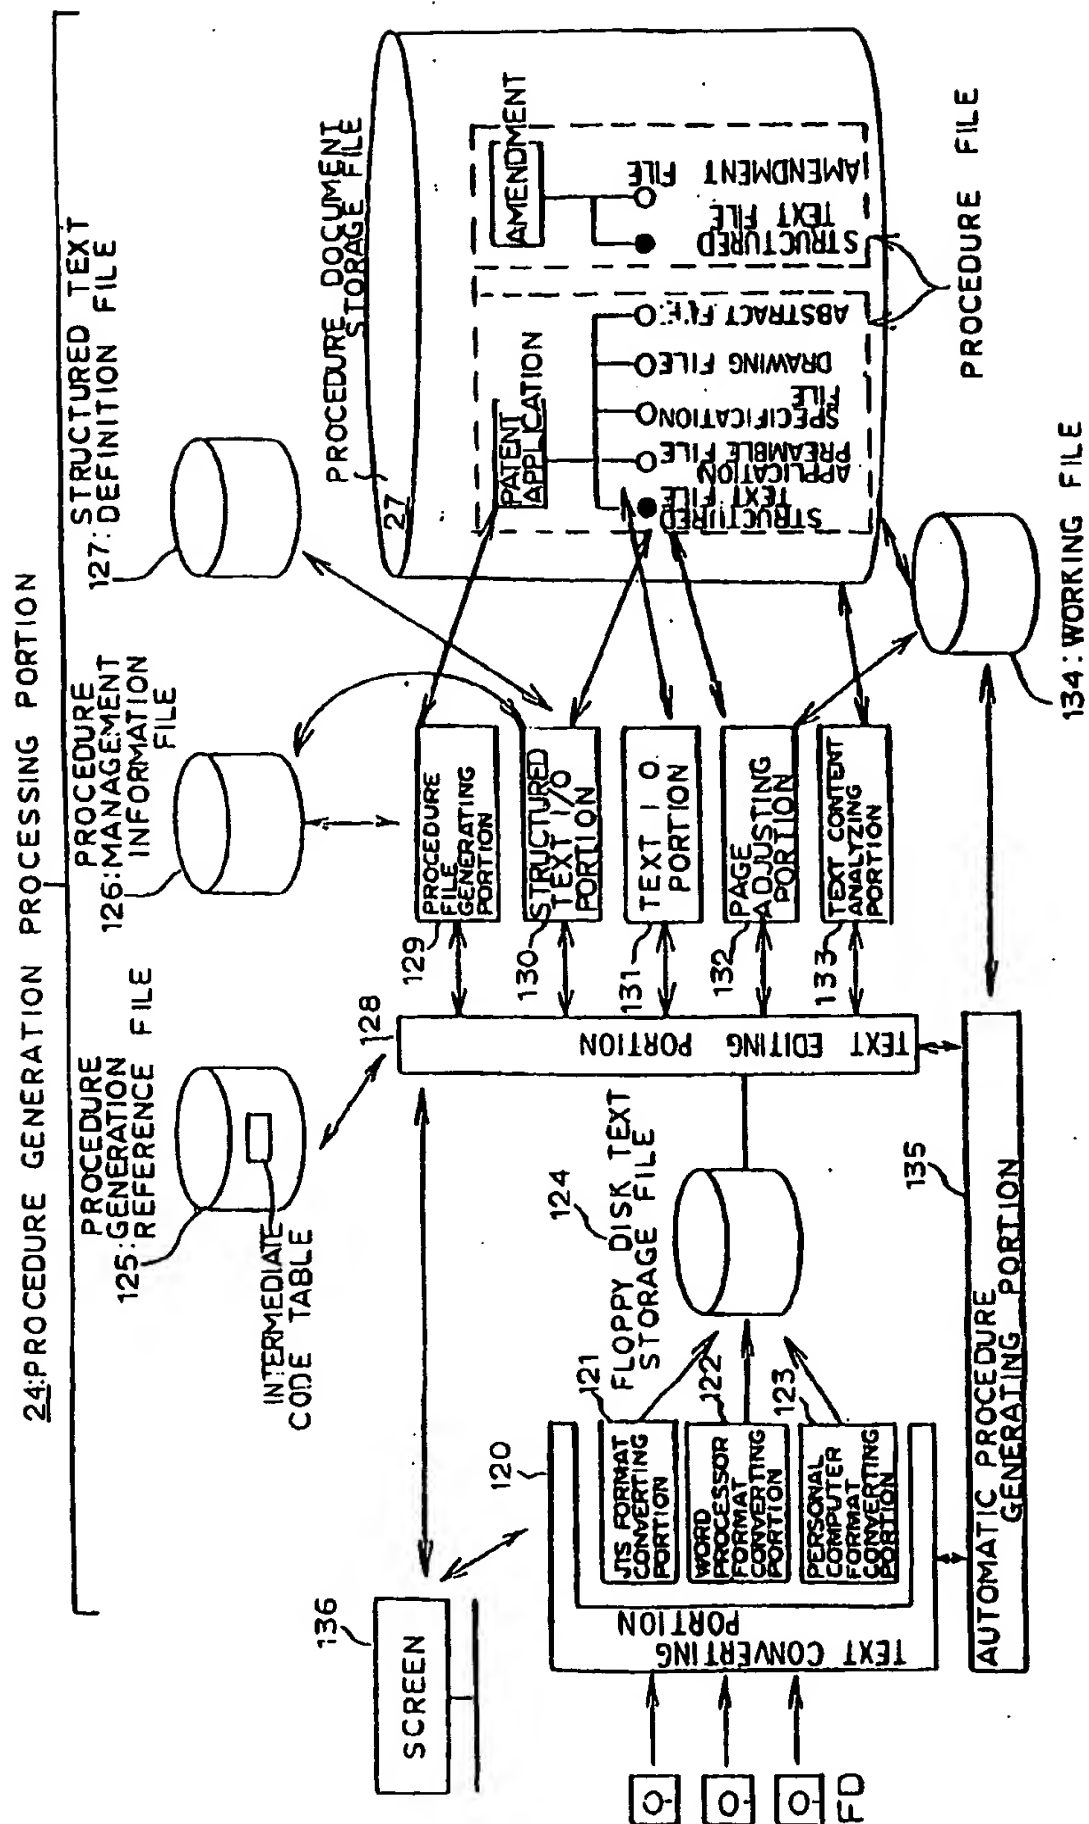 24:PROCEDURE GENERATION PROCESSING PORTION
PROCEDURE
125:GENERATION
REFERENCE FILE
INTERMEDIATE
CODE TABLE
PROCEDURE
126:MANAGEMENT
INFORMATION
FILE
127:STRUCTURED TEXT
DEFINITION FILE
136
SCREEN
FD
120
TEXT CONVERTING
PORTION
121
JIS FORMAT
CONVERTING
PORTION
122
WORD
PROCESSOR
FORMAT
CONVERTING
PORTION
123
PERSONAL
COMPUTER
FORMAT
CONVERTING
PORTION
124
FLOPPY DISK TEXT
STORAGE FILE
128
TEXT EDITING PORTION
129
PROCEDURE
FILE
GENERATING
PORTION
130
STRUCTURED
TEXT I/O
PORTION
131
TEXT I.O.
PORTION
132
PAGE
ADJUSTING
PORTION
133
TEXT CONTENT
ANALYZING
PORTION
135
AUTOMATIC PROCEDURE
GENERATING PORTION
134:WORKING FILE
27
PROCEDURE DOCUMENT
STORAGE FILE
PATENT
APPLICATION
STRUCTURED
TEXT FILE
APPLICATION
PREAMBLE FILE
SPECIFICATION
FILE
DRAWING FILE
ABSTRACT FILE
AMENDMENT
STRUCTURED
TEXT FILE
AMENDMENT FILE
PROCEDURE FILE